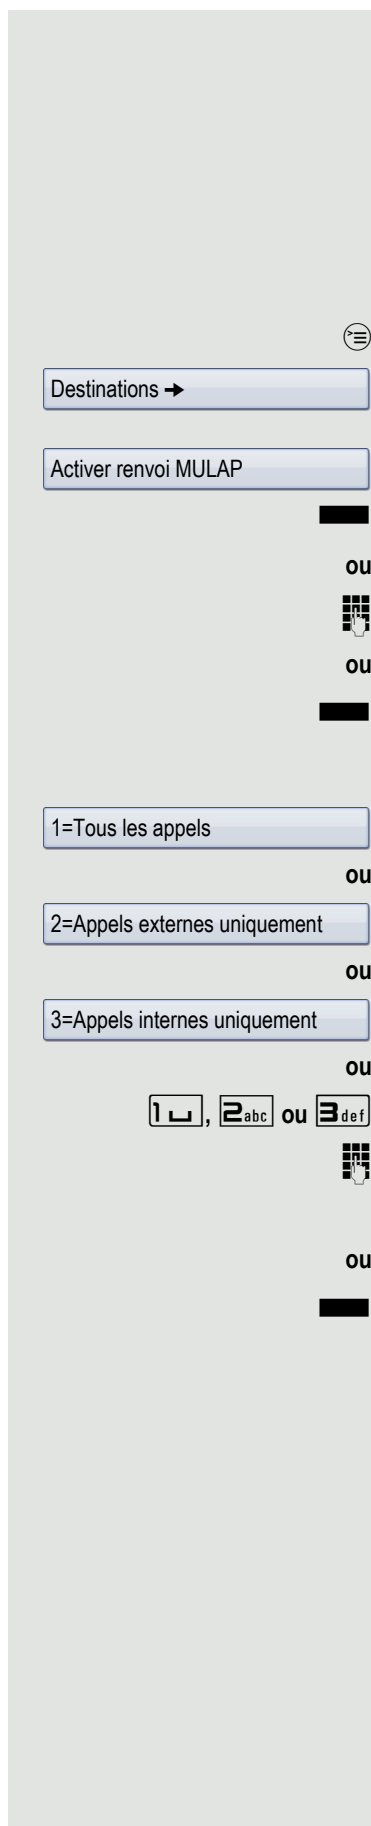 Destinations →
Activer renvoi MULAP
ou
ou
1=Tous les appels
ou
2=Appels externes uniquement
ou
3=Appels internes uniquement
ou
1, 2abc ou 3def
ou